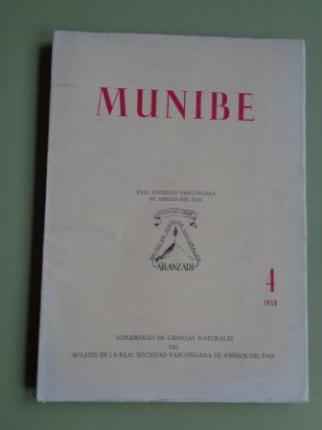 MUNIBE
REAL SOCIEDAD VASCONGADA
DE AMIGOS DEL PAIS
ARANZADI
4
1958
SUPLEMENTO DE CIENCIAS NATURALES
DEL
BOLETIN DE LA REAL SOCIEDAD VASCONGADA DE AMIGOS DEL PAIS